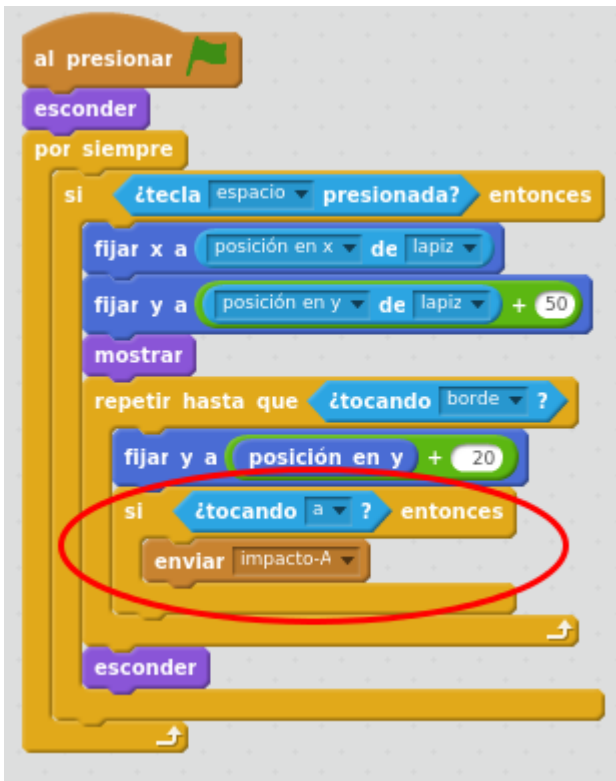 al presionar
esconder
por siempre
si ¿tecla espacio presionada? entonces
fijar x a posición en x de lapiz
fijar y a posición en y de lapiz + 50
mostrar
repetir hasta que ¿tocando borde ?
fijar y a posición en y + 20
si ¿tocando a ? entonces
enviar impacto-A
esconder